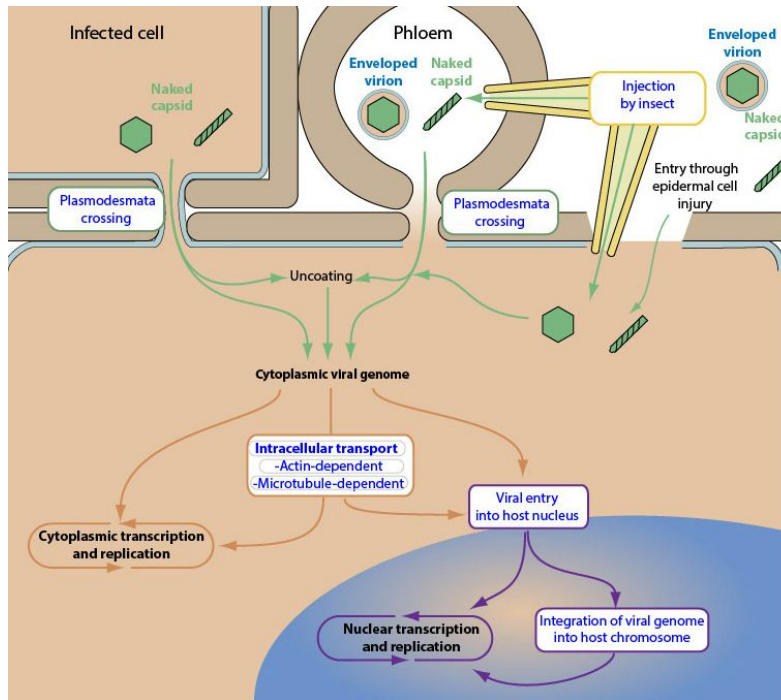 Infected cell
Phloem
Enveloped
virion
Naked
capsid
Naked
capsid
Injection
by insect
Enveloped
virion
Naked
capsid
Entry through
epidermal cell
injury
Plasmodesmata
crossing
Plasmodesmata
crossing
Uncoating
Cytoplasmic viral genome
Intracellular transport
-Actin-dependent
-Microtubule-dependent
Viral entry
into host nucleus
Cytoplasmic transcription
and replication
Nuclear transcription
and replication
Integration of viral genome
into host chromosome